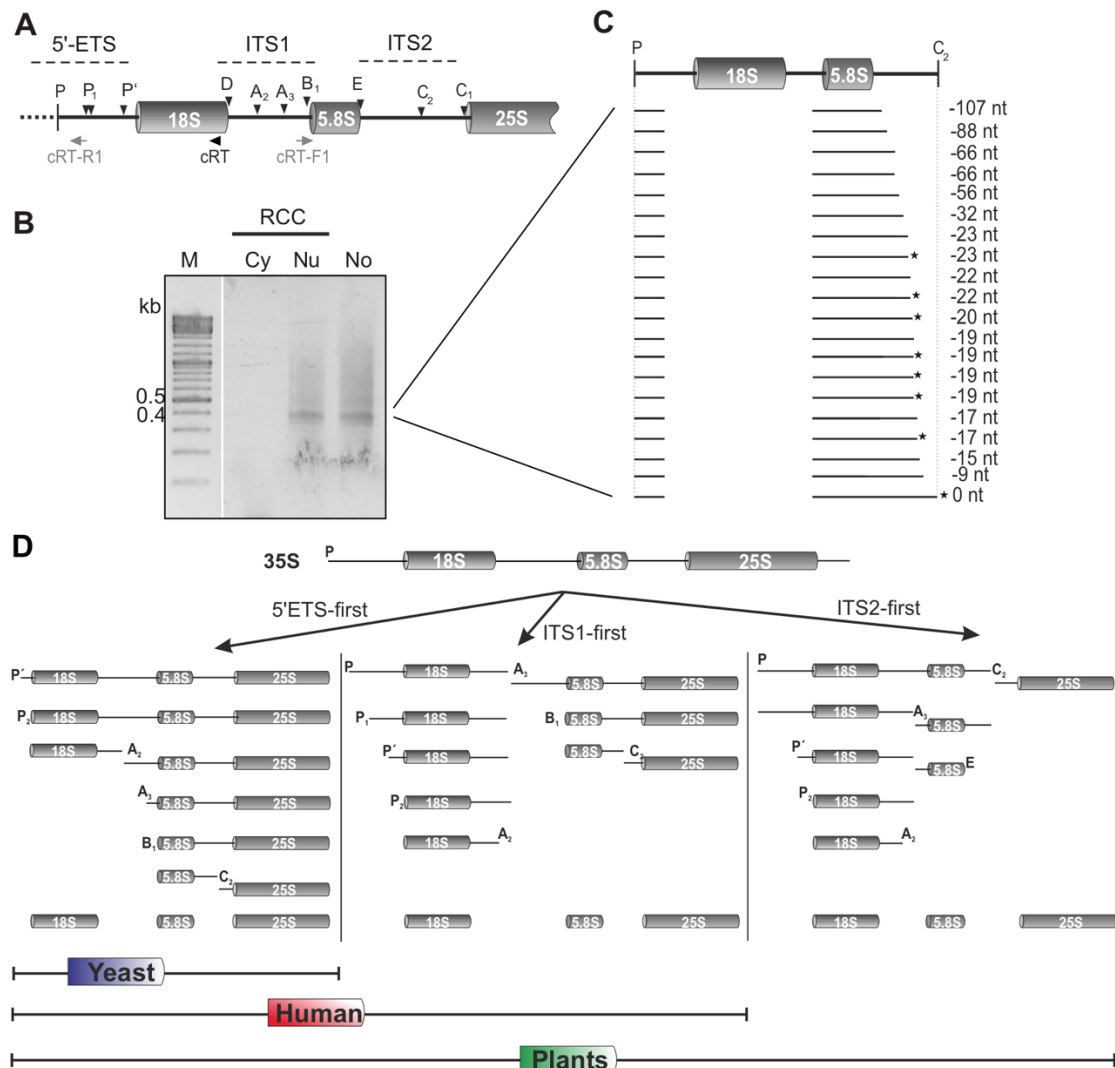 A
5'-ETS ITS1 ITS2
P P₁ P' D A₂ A₃ B₁ E C₂ C₁
18S 5.8S 25S
cRT-R1 cRT cRT-F1
B
RCC
M Cy Nu No
kb
0.5
0.4
C
P C₂
18S 5.8S
-107 nt
-88 nt
-66 nt
-66 nt
-56 nt
-32 nt
-23 nt
★ -23 nt
-22 nt
★ -22 nt
★ -20 nt
-19 nt
★ -19 nt
★ -19 nt
★ -19 nt
-17 nt
★ -17 nt
-15 nt
-9 nt
★ 0 nt
D
35S P 18S 5.8S 25S
5'ETS-first ITS1-first ITS2-first
P´ 18S 5.8S 25S
P₂ 18S 5.8S 25S
18S A₂ 5.8S 25S
A₃ 5.8S 25S
B₁ 5.8S 25S
5.8S C₂ 25S
18S 5.8S 25S
P 18S A₃ 5.8S 25S
P₁ 18S B₁ 5.8S 25S
P´ 18S 5.8S C₂ 25S
P₂ 18S
18S A₂
18S 5.8S 25S
P 18S 5.8S C₂ 25S
18S A₃ 5.8S
P´ 18S 5.8S E
P₂ 18S
18S A₂
18S 5.8S 25S
Yeast
Human
Plants